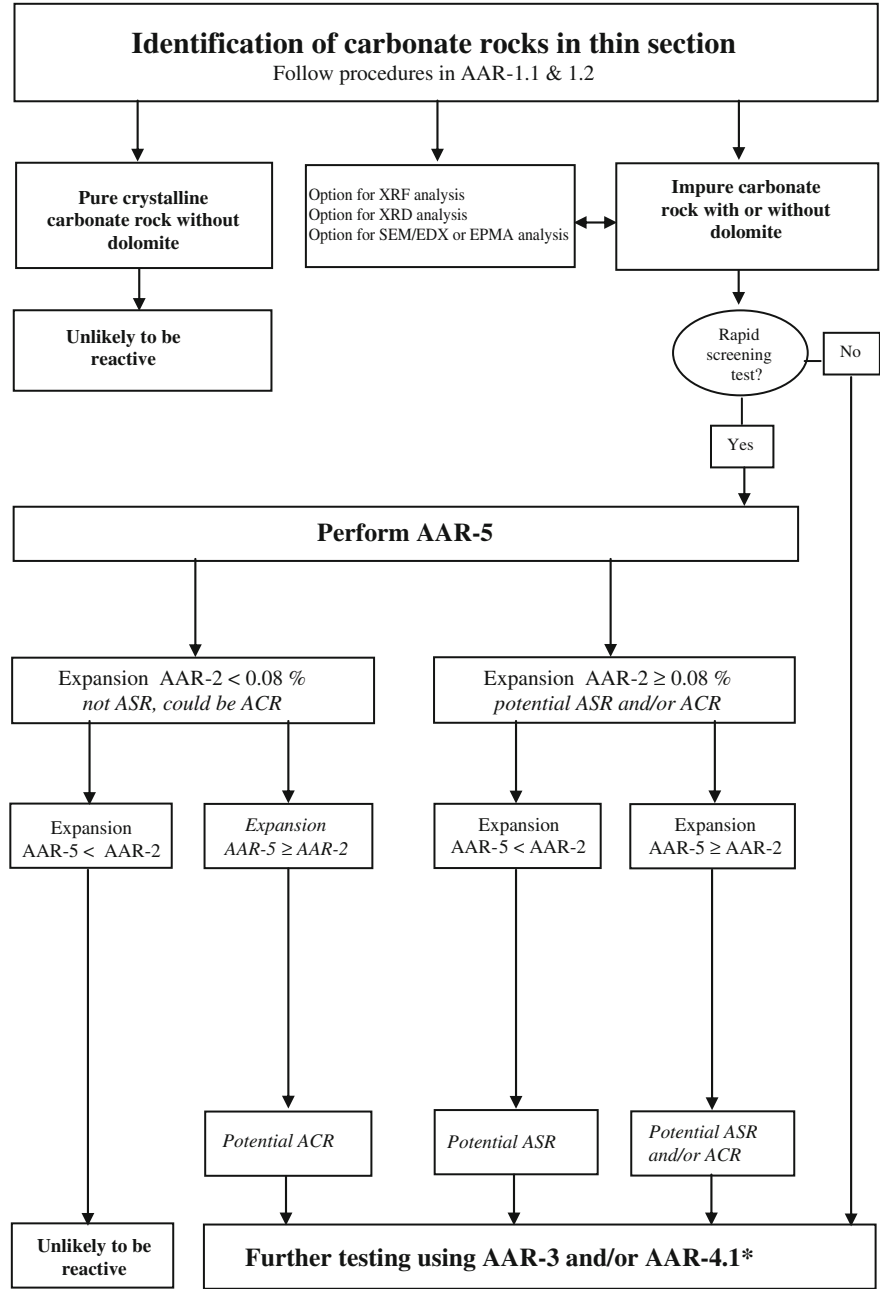 Identification of carbonate rocks in thin section
Follow procedures in AAR-1.1 & 1.2
Pure crystalline
carbonate rock without
dolomite
Option for XRF analysis
Option for XRD analysis
Option for SEM/EDX or EPMA analysis
Impure carbonate
rock with or without
dolomite
Unlikely to be
reactive
Rapid
screening
test?
No
Yes
Perform AAR-5
Expansion AAR-2 < 0.08 %
not ASR, could be ACR
Expansion AAR-2 ≥ 0.08 %
potential ASR and/or ACR
Expansion
AAR-5 < AAR-2
Expansion
AAR-5 ≥ AAR-2
Expansion
AAR-5 < AAR-2
Expansion
AAR-5 ≥ AAR-2
Potential ACR
Potential ASR
Potential ASR
and/or ACR
Unlikely to be
reactive
Further testing using AAR-3 and/or AAR-4.1*